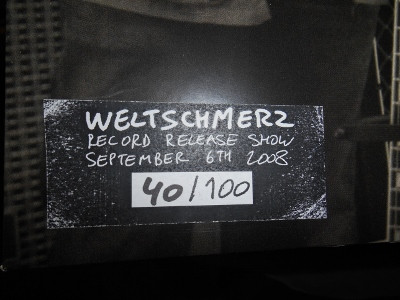 WELTSCHMERZ
RECORD RELEASE SHOW
SEPTEMBER 6TH 2008
40/100